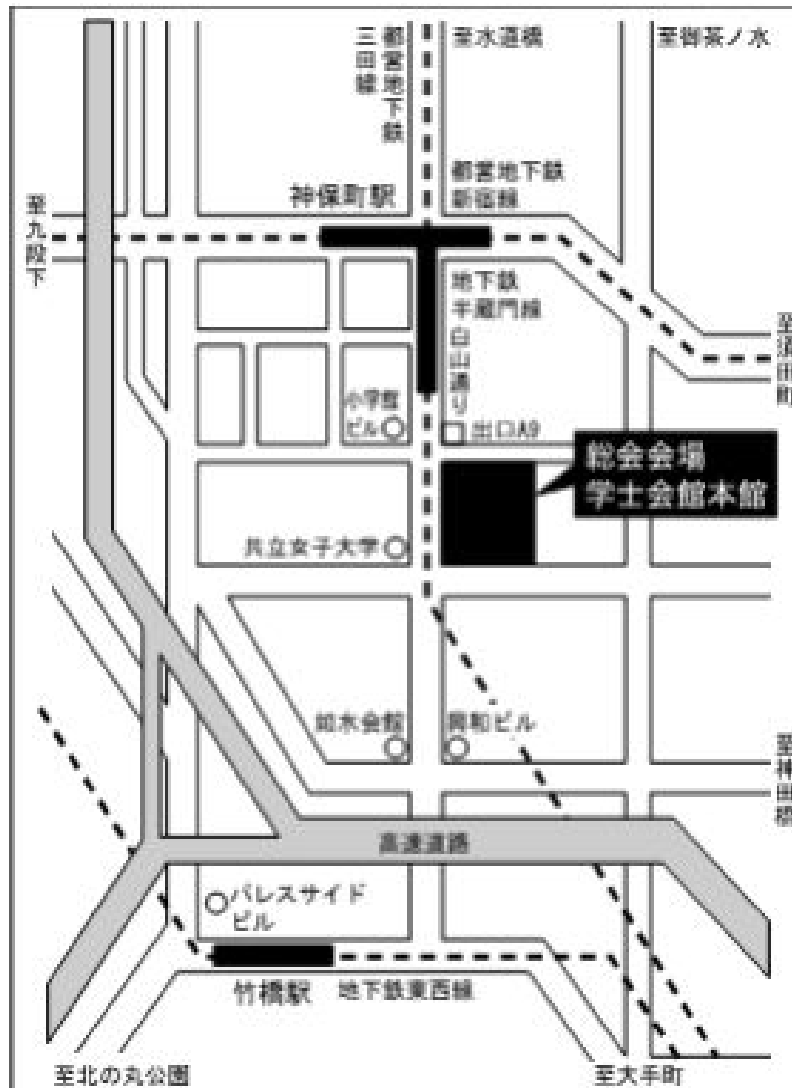 都営地下鉄
三田線
至水道橋
至御茶ノ水
都営地下鉄
新宿線
神保町駅
至九段下
地下鉄
半蔵門線
白山通り
至須田町
小学館
ビル
出口A9
総会会場
学士会館本館
共立女子大学
如水会館
興和ビル
至神田橋
高速道路
パレスサイド
ビル
竹橋駅
地下鉄東西線
至北の丸公園
至大手町